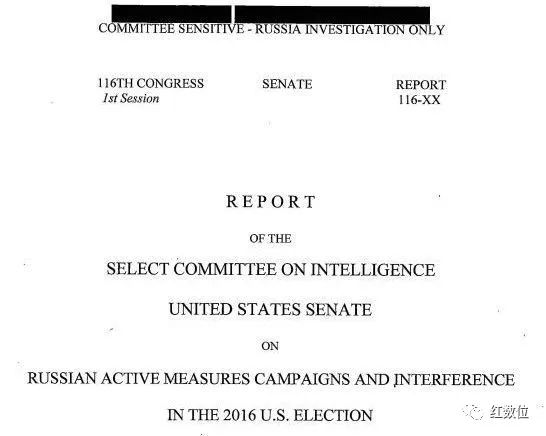 COMMITTEE SENSITIVE - RUSSIA INVESTIGATION ONLY
116TH CONGRESS SENATE REPORT
1st Session 116-XX
REPORT
OF THE
SELECT COMMITTEE ON INTELLIGENCE
UNITED STATES SENATE
ON
RUSSIAN ACTIVE MEASURES CAMPAIGNS AND INTERFERENCE
IN THE 2016 U.S. ELECTION
红数位